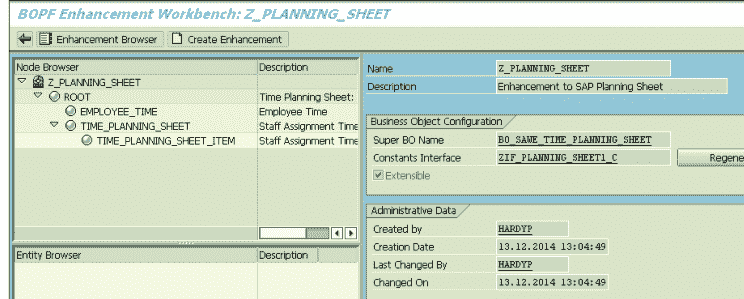 BOPF Enhancement Workbench: Z_PLANNING_SHEET
Enhancement Browser Create Enhancement
Node Browser Description
Z_PLANNING_SHEET
ROOT Time Planning Sheet:
EMPLOYEE_TIME Employee Time
TIME_PLANNING_SHEET Staff Assignment Time
TIME_PLANNING_SHEET_ITEM Staff Assignment Time
Entity Browser Description
Name Z_PLANNING_SHEET
Description Enhancement to SAP Planning Sheet
Business Object Configuration
Super BO Name BO_SAWE_TIME_PLANNING_SHEET
Constants Interface ZIF_PLANNING_SHEET1_C Regene
Extensible
Administrative Data
Created by HARDYP
Creation Date 13.12.2014 13:04:49
Last Changed By HARDYP
Changed On 13.12.2014 13:04:49